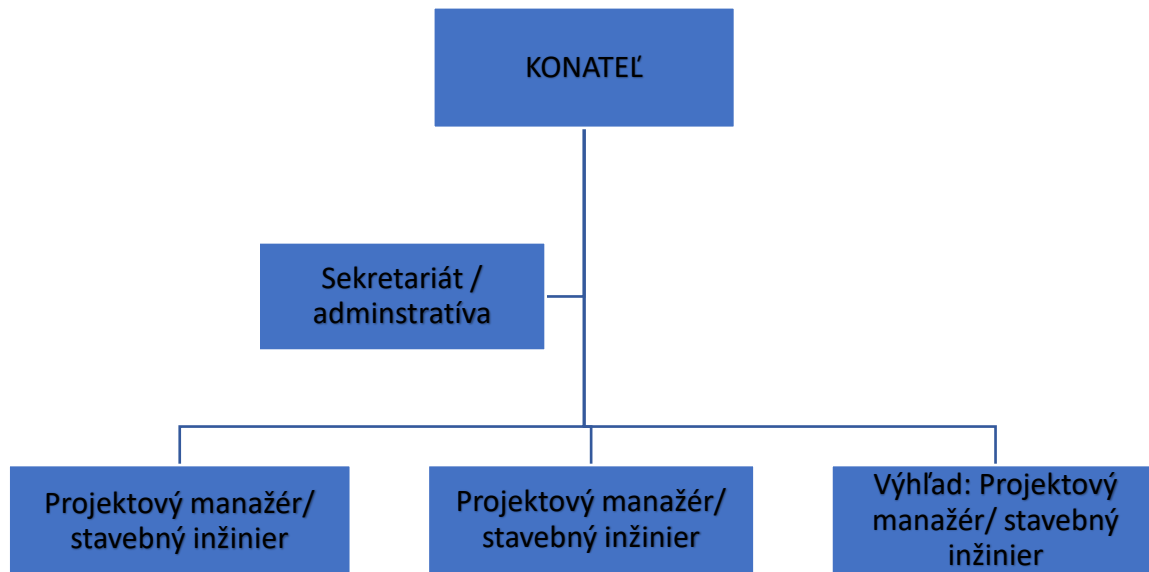 KONATEĽ
Sekretariát /
adminstratíva
Projektový manažér/
stavebný inžinier
Projektový manažér/
stavebný inžinier
Výhľad: Projektový
manažér/ stavebný
inžinier